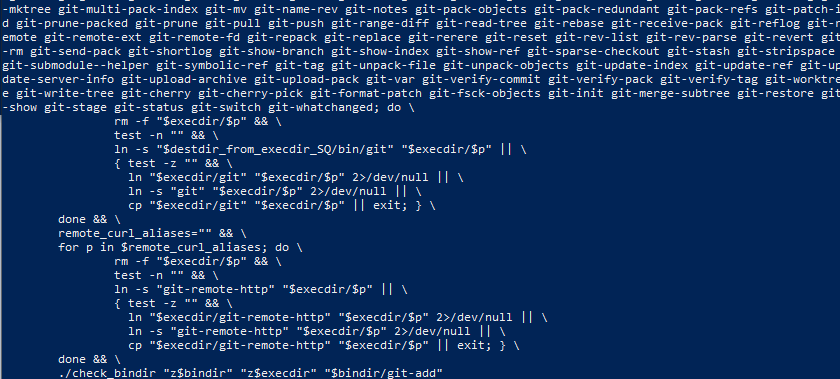 -mktree git-multi-pack-index git-mv git-name-rev git-notes git-pack-objects git-pack-redundant git-pack-refs git-patch-i
d git-prune-packed git-prune git-pull git-push git-range-diff git-read-tree git-rebase git-receive-pack git-reflog git-r
emote git-remote-ext git-remote-fd git-repack git-replace git-rerere git-reset git-rev-list git-rev-parse git-revert git
-rm git-send-pack git-shortlog git-show-branch git-show-index git-show-ref git-sparse-checkout git-stash git-stripspace
git-submodule--helper git-symbolic-ref git-tag git-unpack-file git-unpack-objects git-update-index git-update-ref git-up
date-server-info git-upload-archive git-upload-pack git-var git-verify-commit git-verify-pack git-verify-tag git-worktre
e git-write-tree git-cherry git-cherry-pick git-format-patch git-fsck-objects git-init git-merge-subtree git-restore git
-show git-stage git-status git-switch git-whatchanged; do \
rm -f "$execdir/$p" && \
test -n "" && \
ln -s "$destdir_from_execdir_SQ/bin/git" "$execdir/$p" || \
{ test -z "" && \
ln "$execdir/git" "$execdir/$p" 2>/dev/null || \
ln -s "git" "$execdir/$p" 2>/dev/null || \
cp "$execdir/git" "$execdir/$p" || exit; } \
done && \
remote_curl_aliases="" && \
for p in $remote_curl_aliases; do \
rm -f "$execdir/$p" && \
test -n "" && \
ln -s "git-remote-http" "$execdir/$p" || \
{ test -z "" && \
ln "$execdir/git-remote-http" "$execdir/$p" 2>/dev/null || \
ln -s "git-remote-http" "$execdir/$p" 2>/dev/null || \
cp "$execdir/git-remote-http" "$execdir/$p" || exit; } \
done && \
./check_bindir "z$bindir" "z$execdir" "$bindir/git-add"